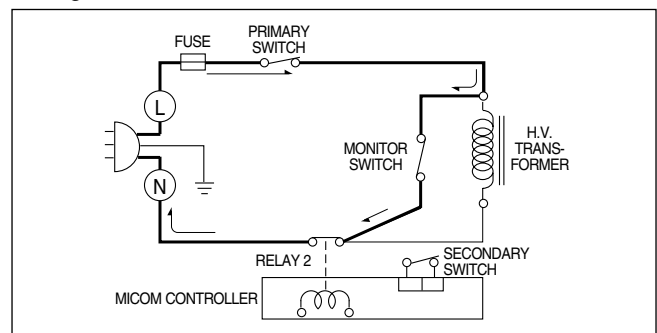 PRIMARY
SWITCH
FUSE
L
H.V.
TRANS-
FORMER
MONITOR
SWITCH
N
RELAY 2
SECONDARY
SWITCH
MICOM CONTROLLER